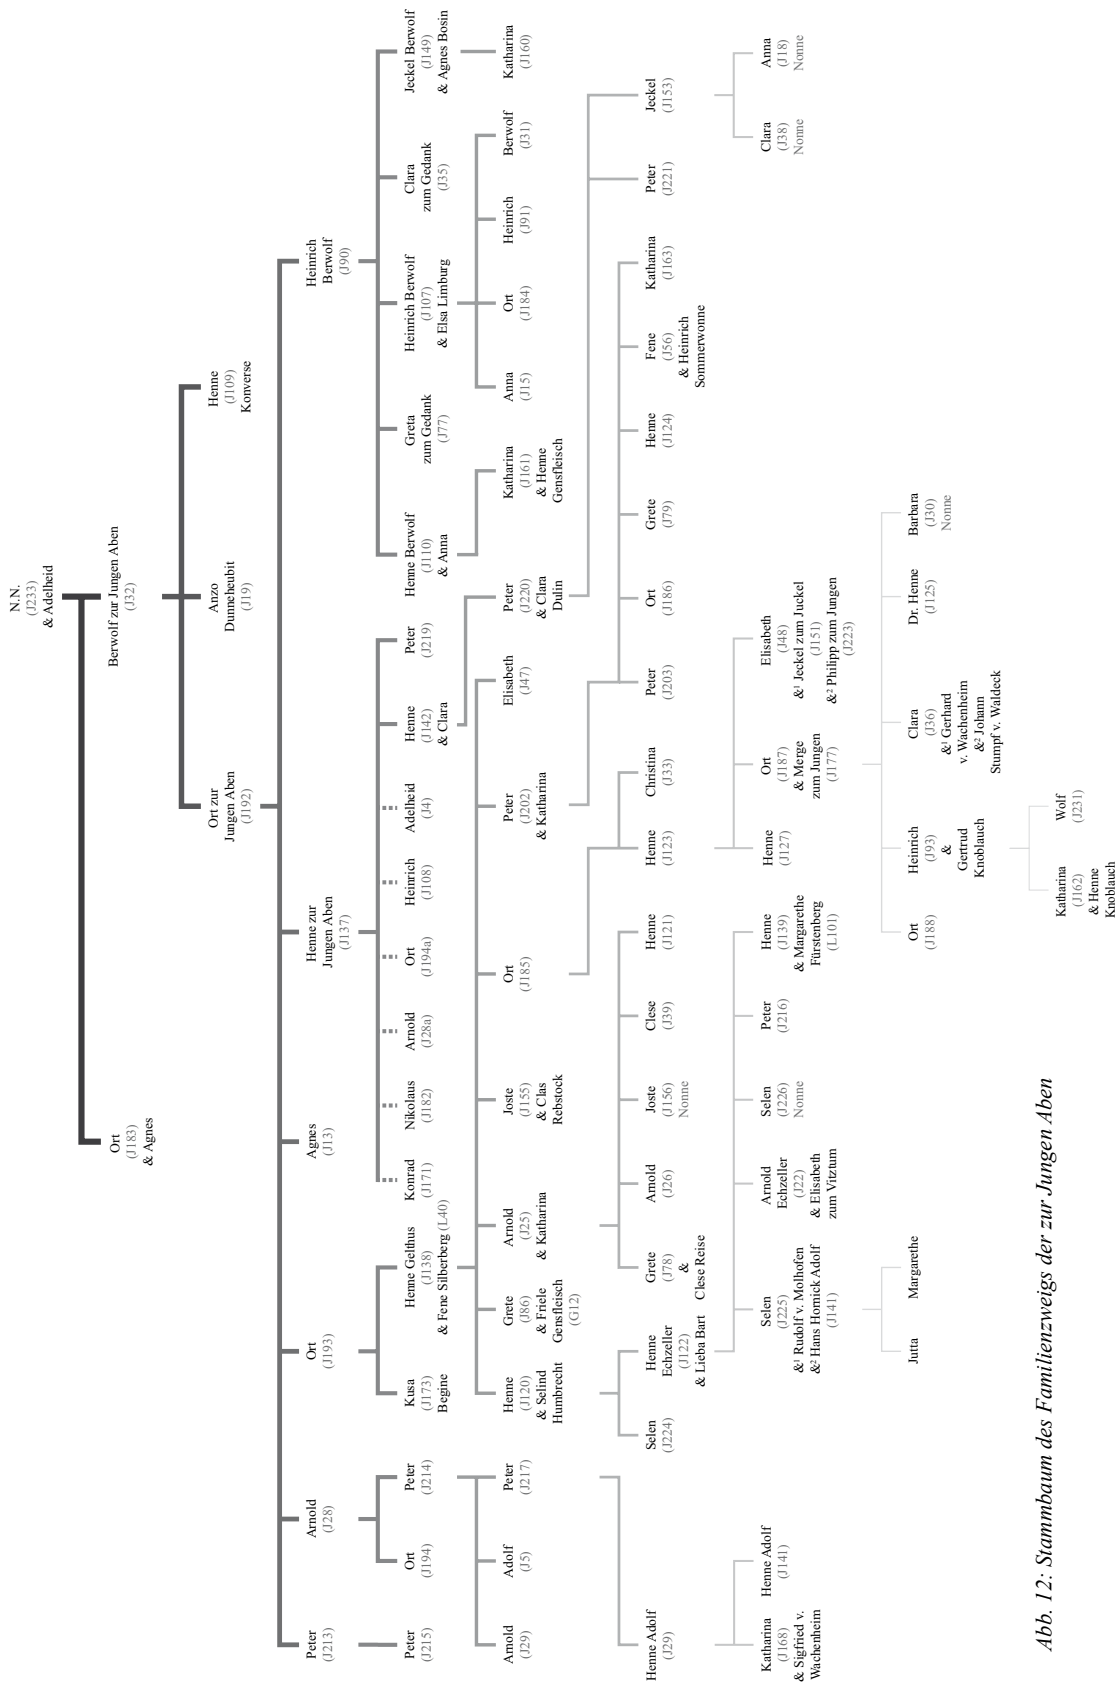 N.N.
(J233)
& Adelheid
Ort
(J183)
& Agnes
Berwolf zur Jungen Aben
(J32)
Ort zur
Jungen Aben
(J192)
Anzo
Dunneheubit
(J19)
Henne
(J109)
Konverse
Peter
(J213)
Arnold
(J28)
Ort
(J193)
Agnes
(J13)
Henne zur
Jungen Aben
(J137)
Heinrich
Berwolf
(J90)
Peter
(J215)
Ort
(J194)
Peter
(J214)
Kusa
(J173)
Begine
Henne Gelthus
(J138)
& Fene Silberberg (L40)
Konrad
(J171)
Nikolaus
(J182)
Arnold
(J28a)
Ort
(J194a)
Heinrich
(J108)
Adelheid
(J4)
Henne
(J142)
& Clara
Peter
(J219)
Henne Berwolf
(J110)
& Anna
Greta
zum Gedank
(J77)
Heinrich Berwolf
(J107)
& Elsa Limburg
Clara
zum Gedank
(J35)
Jeckel Berwolf
(J149)
& Agnes Bosin
Arnold
(J29)
Adolf
(J5)
Peter
(J217)
Henne
(J120)
& Selind
Humbrecht
Grete
(J86)
& Friele
Gensfleisch
(G12)
Arnold
(J25)
& Katharina
Joste
(J155)
& Clas
Rebstock
Ort
(J185)
Peter
(J202)
& Katharina
Elisabeth
(J47)
Peter
(J220)
& Clara
Dulin
Katharina
(J161)
& Henne
Gensfleisch
Anna
(J15)
Ort
(J184)
Heinrich
(J91)
Berwolf
(J31)
Katharina
(J160)
Henne Adolf
(J29)
Selen
(J224)
Henne
Echzeller
(J122)
& Lieba Bart
Grete
(J78)
&
Clese Reise
Arnold
(J26)
Joste
(J156)
Nonne
Clese
(J39)
Henne
(J121)
Henne
(J123)
Christina
(J33)
Peter
(J203)
Ort
(J186)
Grete
(J79)
Henne
(J124)
Fene
(J56)
& Heinrich
Sommerwonne
Katharina
(J163)
Peter
(J221)
Jeckel
(J153)
Katharina
(J168)
& Sigfried v.
Wachenheim
Henne Adolf
(J141)
Selen
(J225)
&¹ Rudolf v. Molhofen
&² Hans Hornick Adolf
(J141)
Arnold
Echzeller
(J22)
& Elisabeth
zum Vitztum
Selen
(J226)
Nonne
Peter
(J216)
Henne
(J139)
& Margarethe
Fürstenberg
(L101)
Henne
(J127)
Ort
(J187)
& Merge
zum Jungen
(J177)
Elisabeth
(J48)
&¹ Jeckel zum Juckel
(J151)
&² Philipp zum Jungen
(J223)
Clara
(J38)
Nonne
Anna
(J18)
Nonne
Jutta
Margarethe
Ort
(J188)
Heinrich
(J93)
&
Gertrud
Knoblauch
Clara
(J36)
&¹ Gerhard
v. Wachenheim
&² Johann
Stumpf v. Waldeck
Dr. Henne
(J125)
Barbara
(J30)
Nonne
Katharina
(J162)
& Henne
Knoblauch
Wolf
(J231)
Abb. 12: Stammbaum des Familienzweigs der zur Jungen Aben